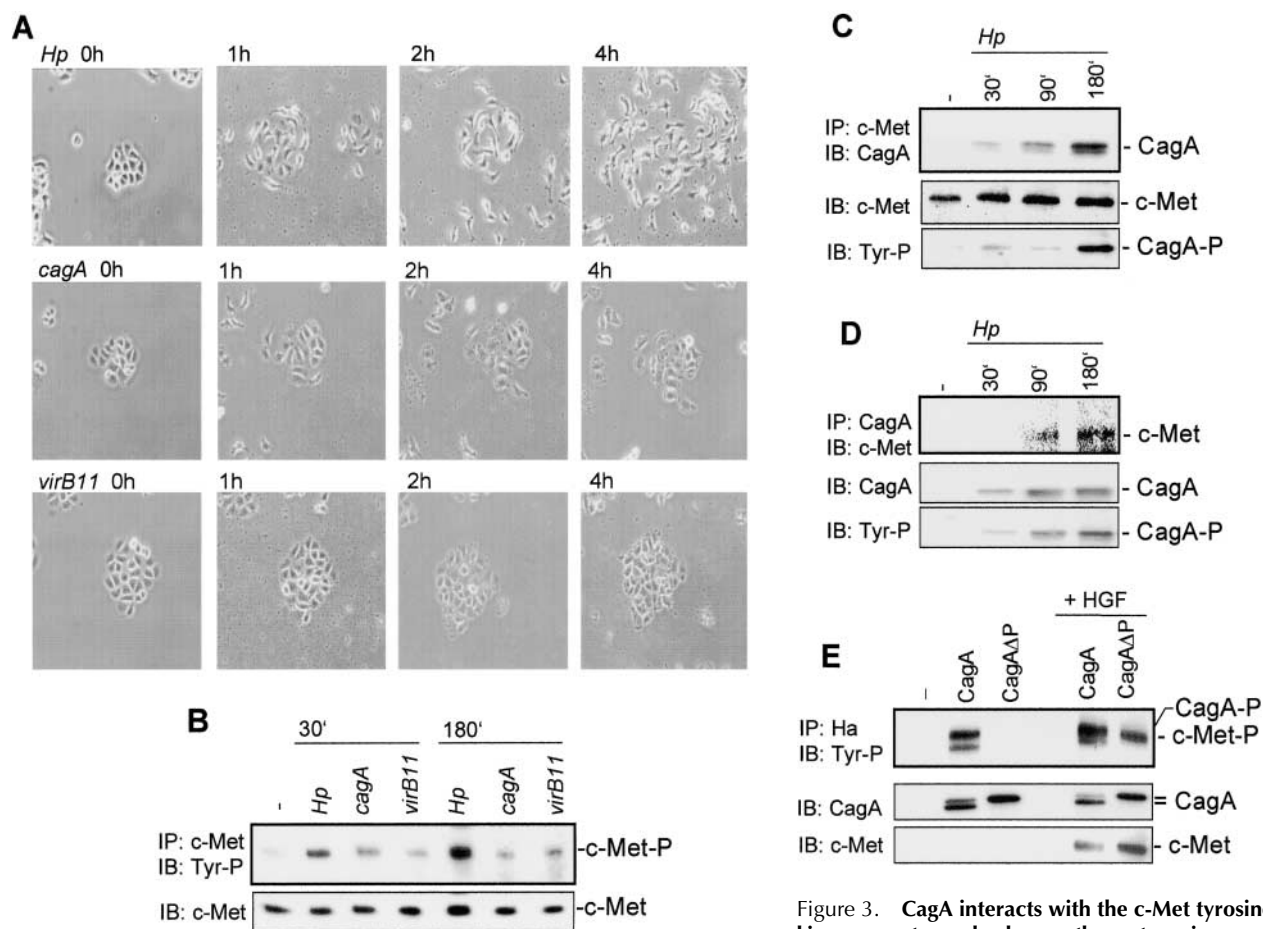 A
Hp 0h 1h 2h 4h
cagA 0h 1h 2h 4h
virB11 0h 1h 2h 4h
B
30‘ 180‘
- Hp cagA virB11 Hp cagA virB11
IP: c-Met
IB: Tyr-P
-c-Met-P
IB: c-Met -c-Met
C
Hp
- 30‘ 90‘ 180‘
IP: c-Met
IB: CagA
- CagA
IB: c-Met - c-Met
IB: Tyr-P - CagA-P
D
Hp
- 30‘ 90‘ 180‘
IP: CagA
IB: c-Met
- c-Met
IB: CagA - CagA
IB: Tyr-P - CagA-P
+ HGF
E
- CagA CagAΔP CagA CagAΔP
IP: Ha
IB: Tyr-P
CagA-P
- c-Met-P
IB: CagA = CagA
IB: c-Met - c-Met
Figure 3. CagA interacts with the c-Met tyrosin